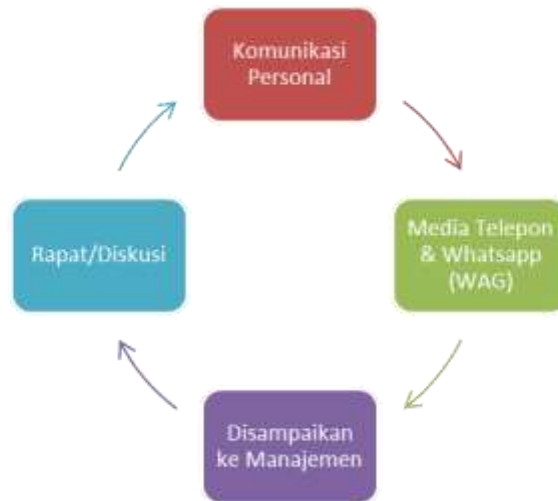 Komunikasi
Personal
Media Telepon
& Whatsapp
(WAG)
Disampaikan
ke Manajemen
Rapat/Diskusi